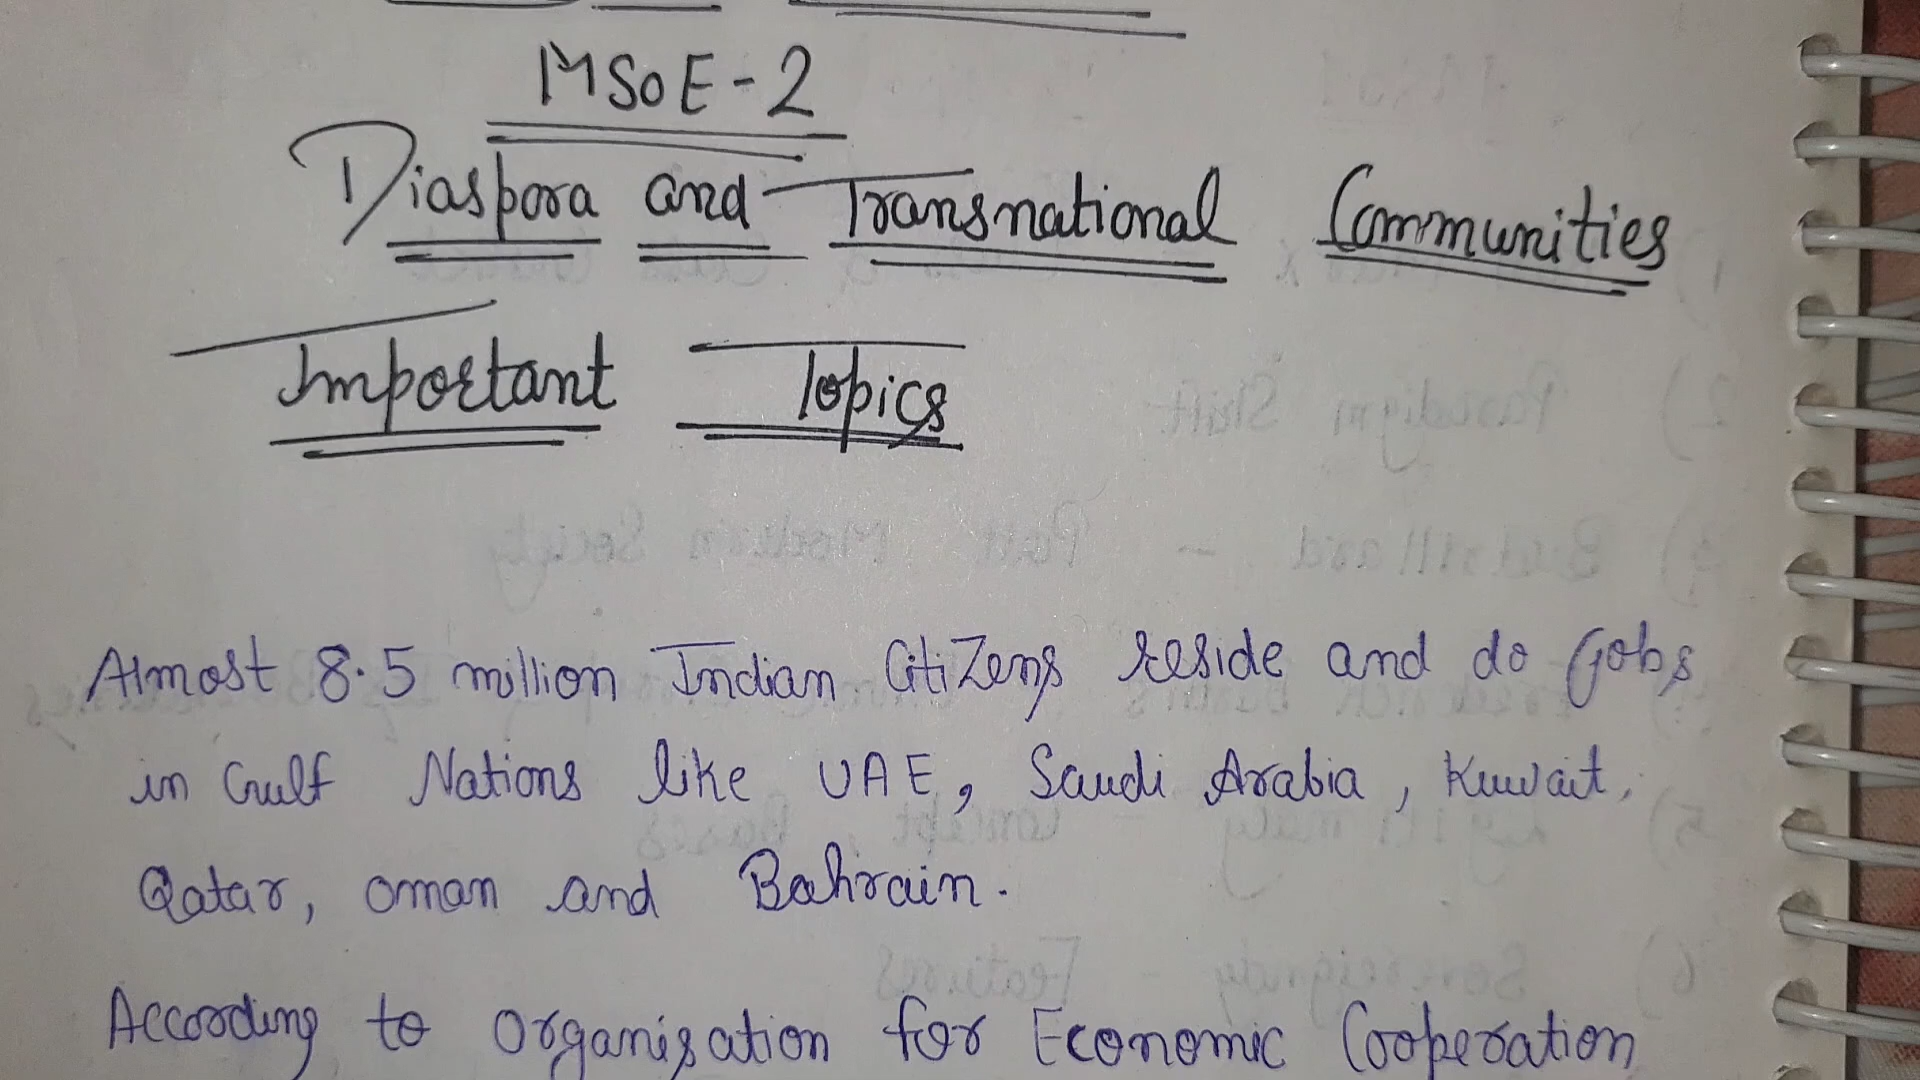 MSoE-2
Diaspora and Transnational Communities
Important Topics
Almost 8.5 million Indian CitiZens reside and do jobs
in Gulf Nations like UAE, Saudi Arabia, Kuwait,
Qatar, Oman and Bahrain.
According to Organisation for Economic Cooperation